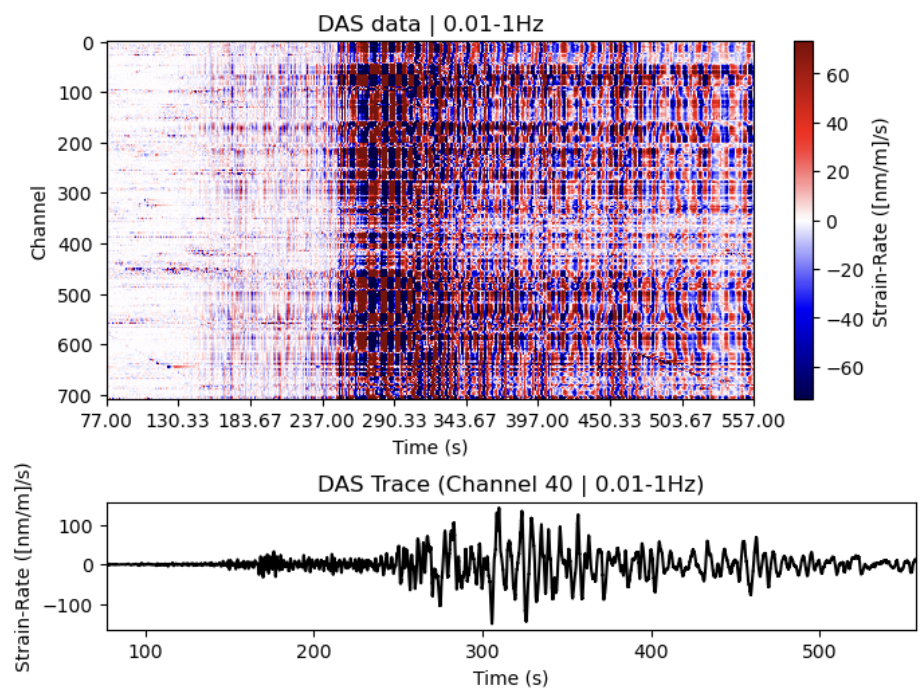 DAS data | 0.01-1Hz
0
100
200
300
400
500
600
700
Channel
77.00 130.33 183.67 237.00 290.33 343.67 397.00 450.33 503.67 557.00
Time (s)
60
40
20
0
−20
−40
−60
Strain-Rate ([nm/m]/s)
DAS Trace (Channel 40 | 0.01-1Hz)
100
0
−100
Strain-Rate ([nm/m]/s)
100 200 300 400 500
Time (s)